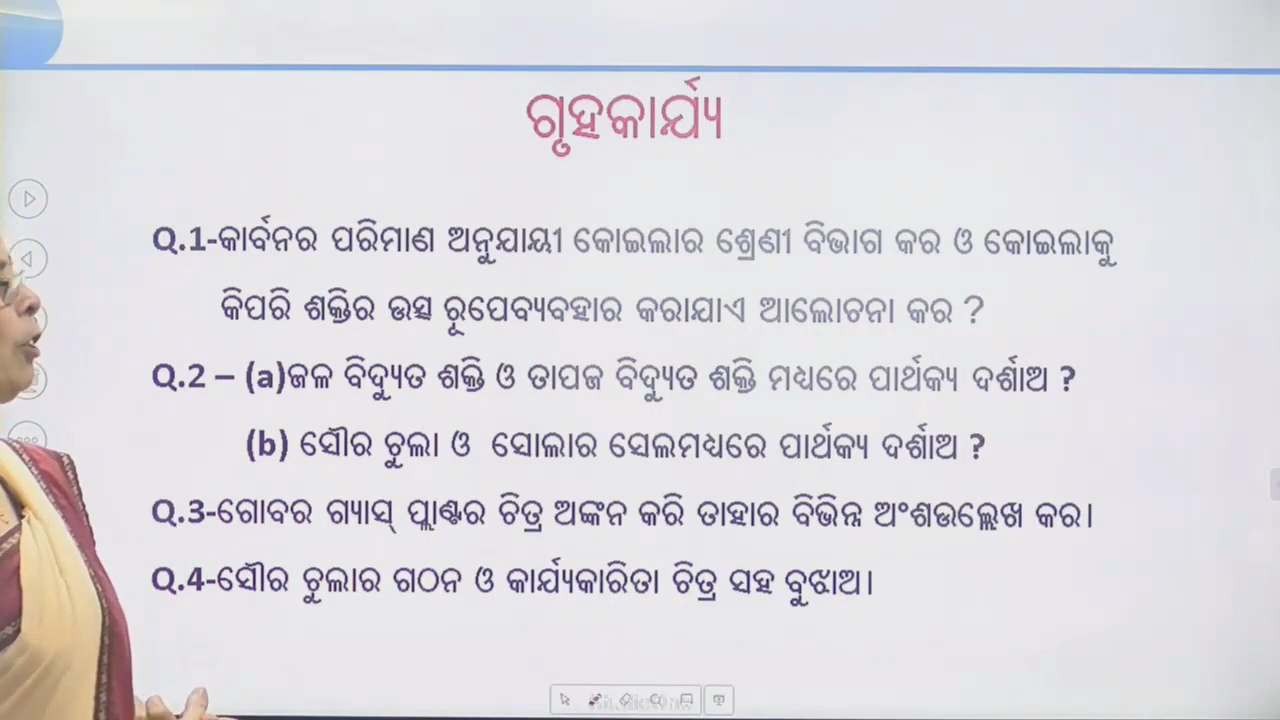 ଗୃହକାର୍ଯ୍ୟ
Q.1-କାର୍ବନର ପରିମାଣ ଅନୁଯାୟୀ କୋଇଲାର ଶ୍ରେଣୀ ବିଭାଗ କର ଓ କୋଇଲାକୁ
କିପରି ଶକ୍ତିର ଉତ୍ସ ରୂପେବ୍ୟବହାର କରାଯାଏ ଆଲୋଚନା କର ?
Q.2 – (a)ଜଳ ବିଦ୍ୟୁତ ଶକ୍ତି ଓ ତାପଜ ବିଦ୍ୟୁତ ଶକ୍ତି ମଧ୍ୟରେ ପାର୍ଥକ୍ୟ ଦର୍ଶାଅ ?
(b) ସୌର ଚୁଲା ଓ ସୋଲାର ସେଲମଧ୍ୟରେ ପାର୍ଥକ୍ୟ ଦର୍ଶାଅ ?
Q.3-ଗୋବର ଗ୍ୟାସ୍ ପ୍ଲାଣ୍ଟର ଚିତ୍ର ଅଙ୍କନ କରି ତାହାର ବିଭିନ୍ନ ଅଂଶଉଲ୍ଲେଖ କର।
Q.4-ସୌର ଚୁଲାର ଗଠନ ଓ କାର୍ଯ୍ୟକାରିତା ଚିତ୍ର ସହ ବୁଝାଅ।